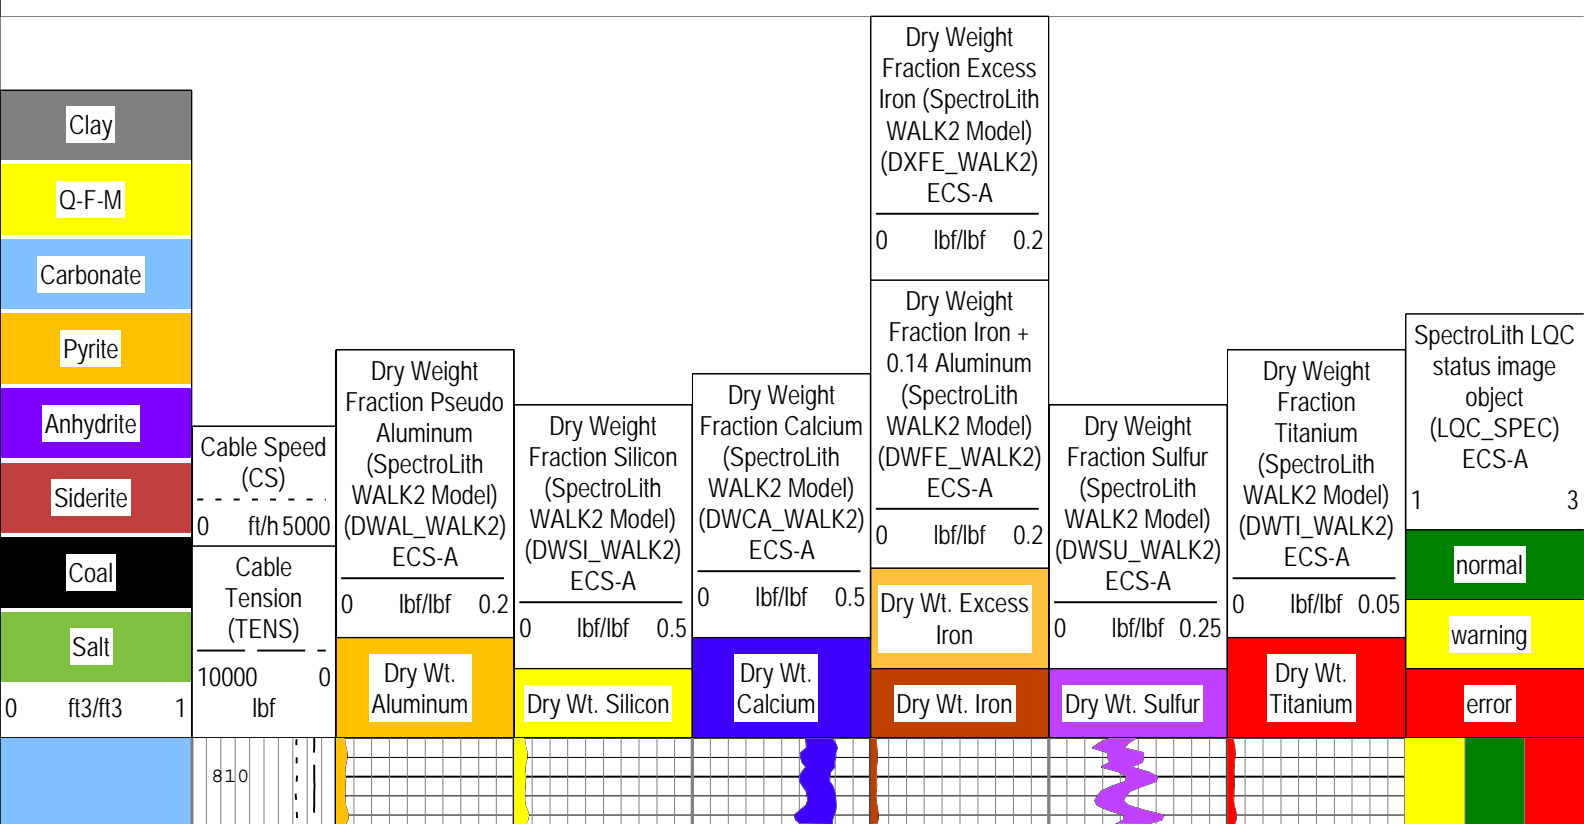 Clay
Q-F-M
Carbonate
Pyrite
Anhydrite
Siderite
Coal
Salt
0 ft3/ft3 1
Cable Speed
(CS)
0 ft/h 5000
Cable
Tension
(TENS)
10000 0
lbf
810
Dry Weight
Fraction Pseudo
Aluminum
(SpectroLith
WALK2 Model)
(DWAL_WALK2)
ECS-A
0 lbf/lbf 0.2
Dry Wt.
Aluminum
Dry Weight
Fraction Silicon
(SpectroLith
WALK2 Model)
(DWSI_WALK2)
ECS-A
0 lbf/lbf 0.5
Dry Wt. Silicon
Dry Weight
Fraction Calcium
(SpectroLith
WALK2 Model)
(DWCA_WALK2)
ECS-A
0 lbf/lbf 0.5
Dry Wt.
Calcium
Dry Weight
Fraction Excess
Iron (SpectroLith
WALK2 Model)
(DXFE_WALK2)
ECS-A
0 lbf/lbf 0.2
Dry Weight
Fraction Iron +
0.14 Aluminum
(SpectroLith
WALK2 Model)
(DWFE_WALK2)
ECS-A
0 lbf/lbf 0.2
Dry Wt. Excess
Iron
Dry Wt. Iron
Dry Weight
Fraction Sulfur
(SpectroLith
WALK2 Model)
(DWSU_WALK2)
ECS-A
0 lbf/lbf 0.25
Dry Wt. Sulfur
Dry Weight
Fraction
Titanium
(SpectroLith
WALK2 Model)
(DWTI_WALK2)
ECS-A
0 lbf/lbf 0.05
Dry Wt.
Titanium
SpectroLith LQC
status image
object
(LQC_SPEC)
ECS-A
1 3
normal
warning
error